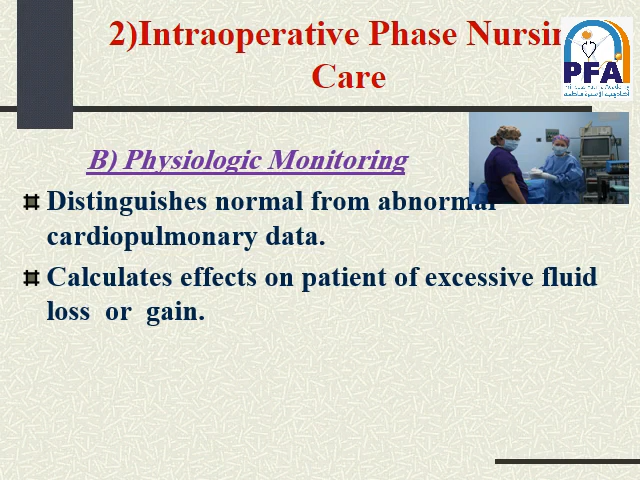 2)Intraoperative Phase Nursing
Care
PFA
B) Physiologic Monitoring
Distinguishes normal from abnormal
cardiopulmonary data.
Calculates effects on patient of excessive fluid
loss or gain.